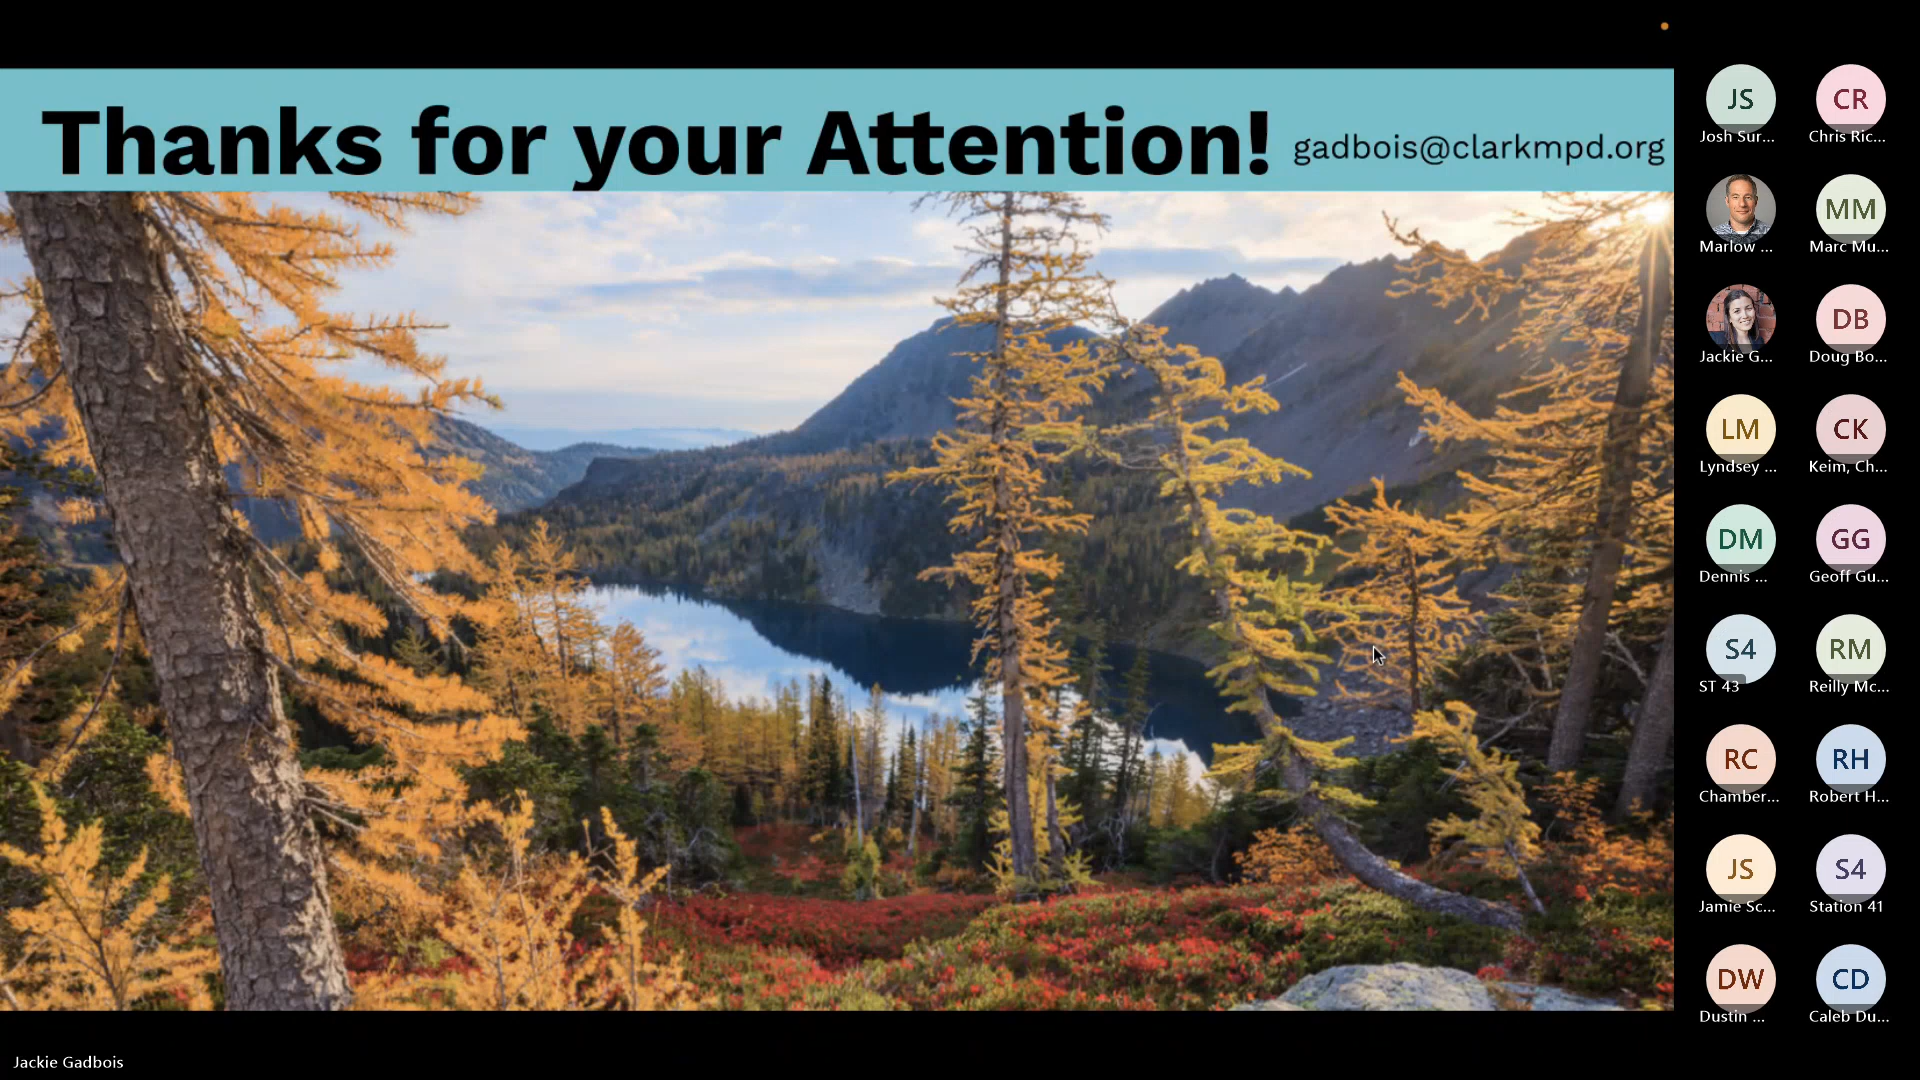 Thanks for your Attention!
gadbois@clarkmpd.org
JS
Josh Sur...
CR
Chris Ric...
Marlow ...
MM
Marc Mu...
Jackie G...
DB
Doug Bo...
LM
Lyndsey ...
CK
Keim, Ch...
DM
Dennis ...
GG
Geoff Gu...
S4
ST 43
RM
Reilly Mc...
RC
Chamber...
RH
Robert H...
JS
Jamie Sc...
S4
Station 41
DW
Dustin ...
CD
Caleb Du...
Jackie Gadbois